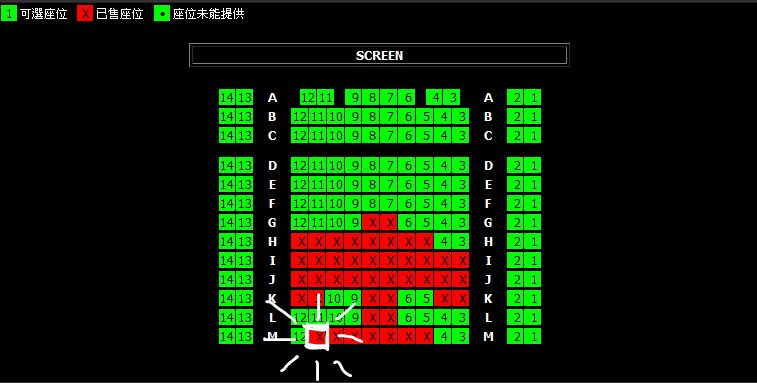 1 可選座位 X 已售座位 • 座位未能提供
SCREEN
14 13 A 12 11 9 8 7 6 4 3 A 2 1
14 13 B 12 11 10 9 8 7 6 5 4 3 B 2 1
14 13 C 12 11 10 9 8 7 6 5 4 3 C 2 1
14 13 D 12 11 10 9 8 7 6 5 4 3 D 2 1
14 13 E 12 11 10 9 8 7 6 5 4 3 E 2 1
14 13 F 12 11 10 9 8 7 6 5 4 3 F 2 1
14 13 G 12 11 10 9 X X 6 5 4 3 G 2 1
14 13 H X X X X X X X X 4 3 H 2 1
14 13 I X X X X X X X X X X I 2 1
14 13 J X X X X X X X X X X J 2 1
14 13 K X X 10 9 X X 6 5 X X K 2 1
14 13 L 12 11 10 9 X X 6 5 4 3 L 2 1
14 13 M 12 X X X X X X X 4 3 M 2 1